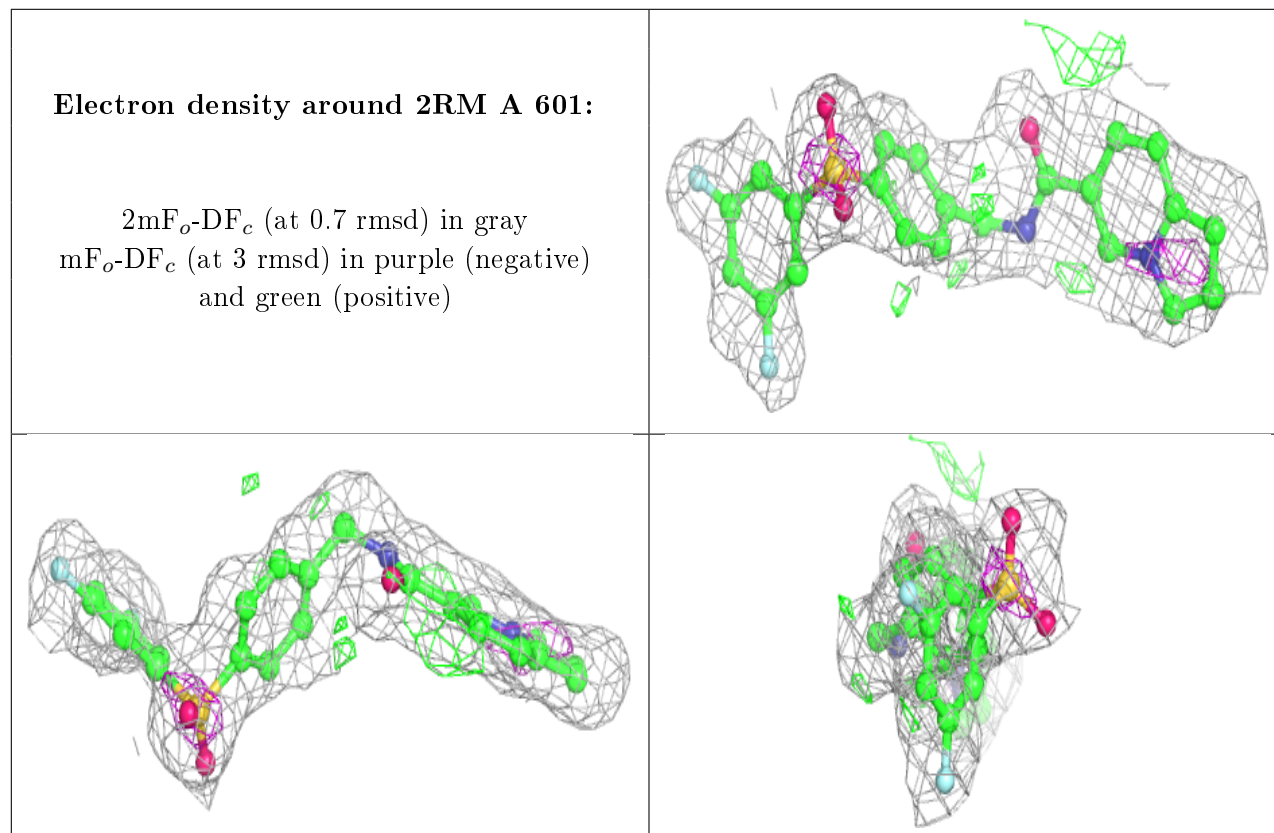 Electron density around 2RM A 601:
2mFo-DFc (at 0.7 rmsd) in gray
mFo-DFc (at 3 rmsd) in purple (negative)
and green (positive)